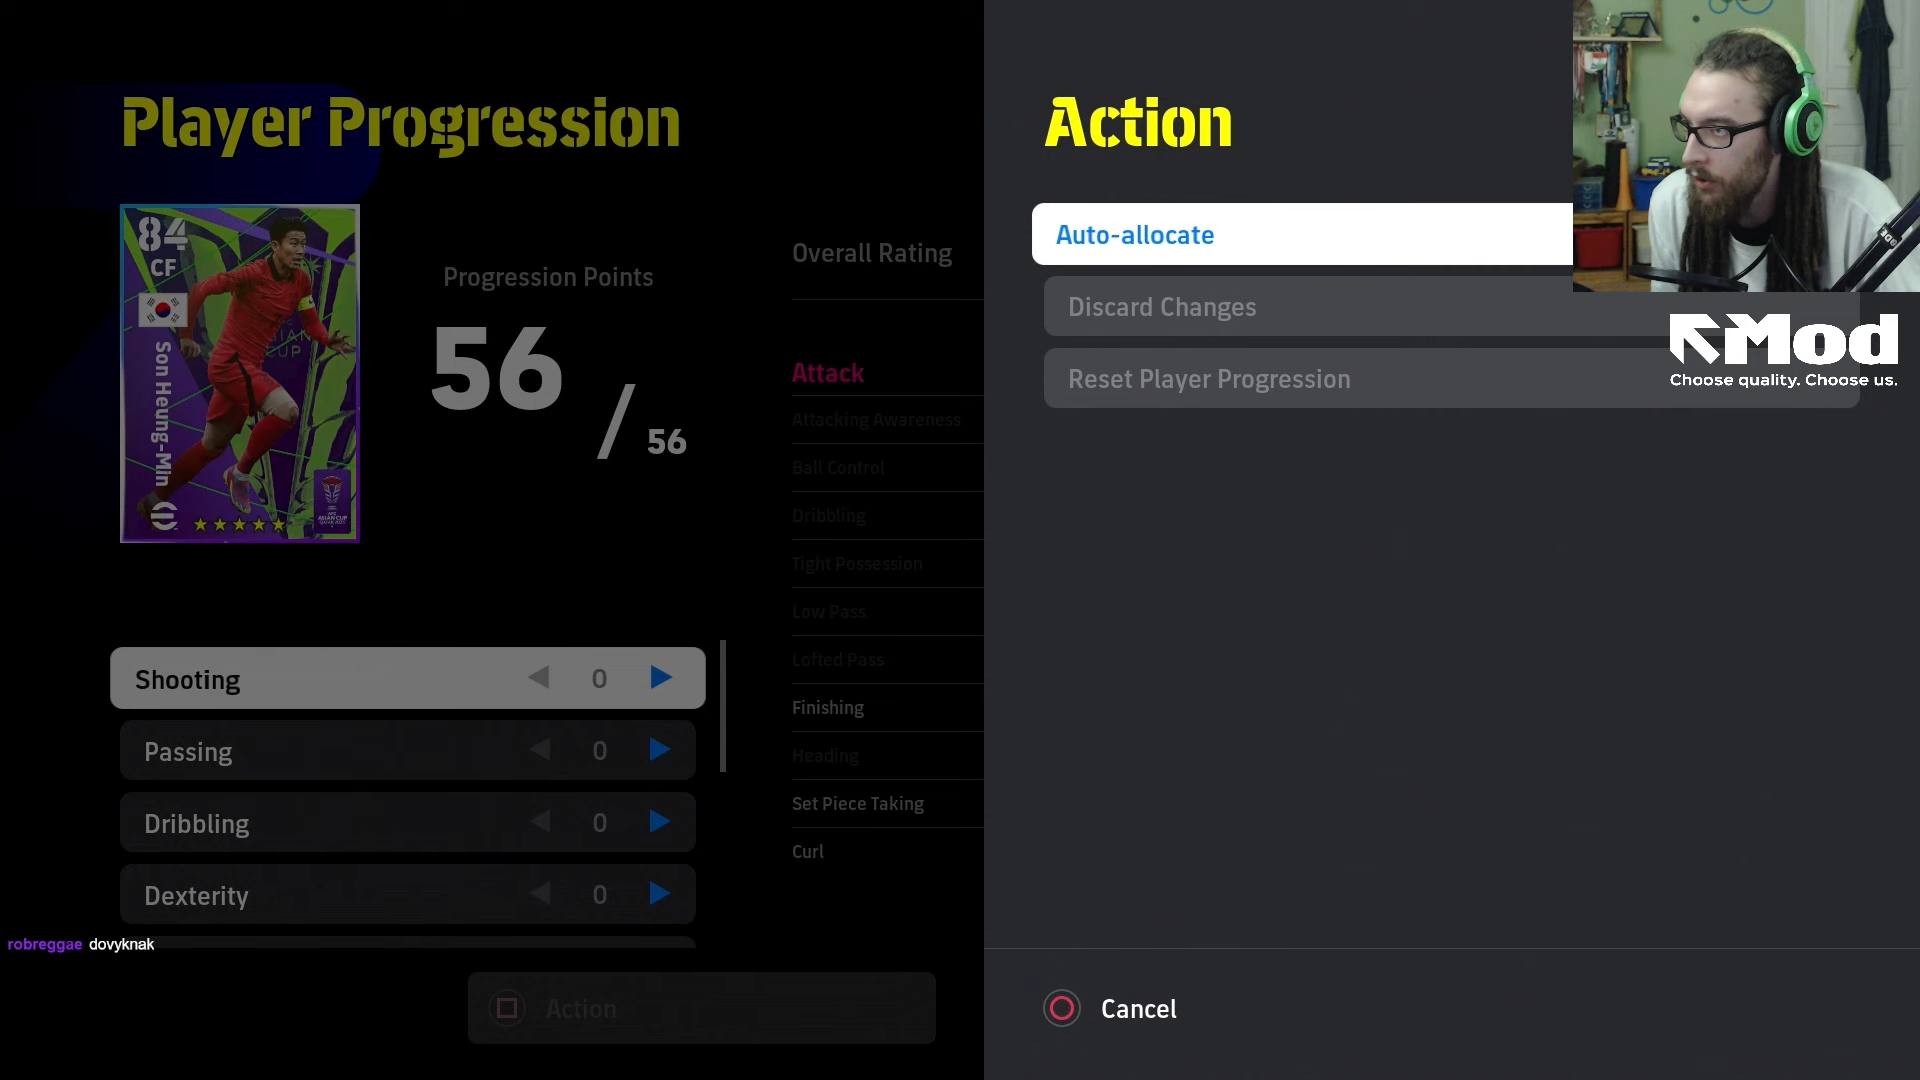 Player Progression
84
CF
Son Heung-Min
ASIAN CUP
Progression Points
56 / 56
Shooting 0
Passing 0
Dribbling 0
Dexterity 0
Overall Rating
Attack
Attacking Awareness
Ball Control
Dribbling
Tight Possession
Low Pass
Lofted Pass
Finishing
Heading
Set Piece Taking
Curl
Action
Action
Auto-allocate
Discard Changes
Reset Player Progression
Cancel
Mod
Choose quality. Choose us.
robreggae dovyknak